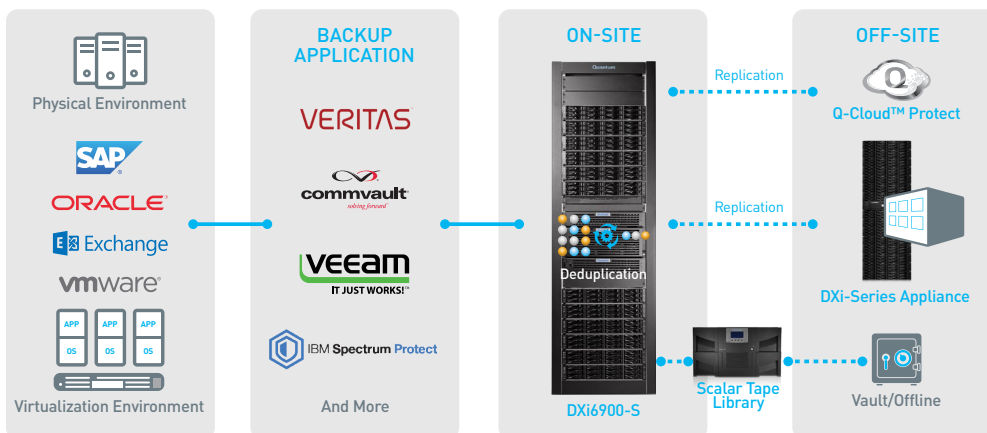 Physical Environment
SAP®
ORACLE®
Exchange
vmware®
APP APP APP
OS OS OS
Virtualization Environment
BACKUP
APPLICATION
VERITAS
commvault®
solving forward™
veeam
IT JUST WORKS!™
IBM Spectrum Protect
And More
ON-SITE
Quantum
Deduplication
DXi6900-S
Replication
Replication
Scalar Tape
Library
OFF-SITE
Q
Q-Cloud™ Protect
DXi-Series Appliance
Vault/Offline